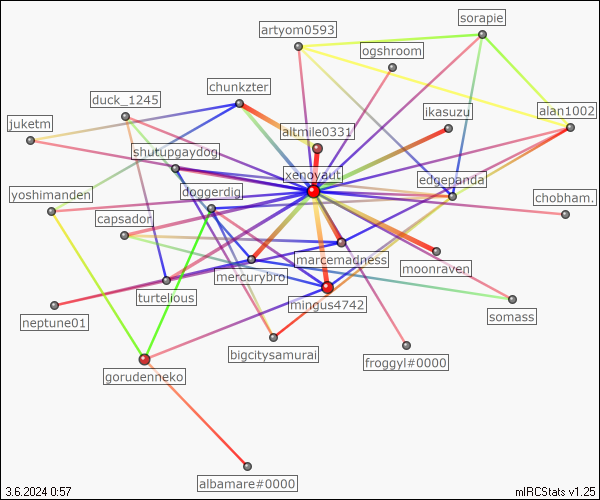 sorapie
artyom0593
ogshroom
chunkzter
duck_1245
ikasuzu
alan1002
juketm
altmile0331
shutupgaydog
xenoyaut
edgepanda
yoshimanden
doggerdig
chobham.
capsador
marcemadness
moonraven
mercurybro
turtelious
mingus4742
somass
neptune01
bigcitysamurai
froggyl#0000
gorudenneko
albamare#0000
3.6.2024 0:57
mIRCStats v1.25